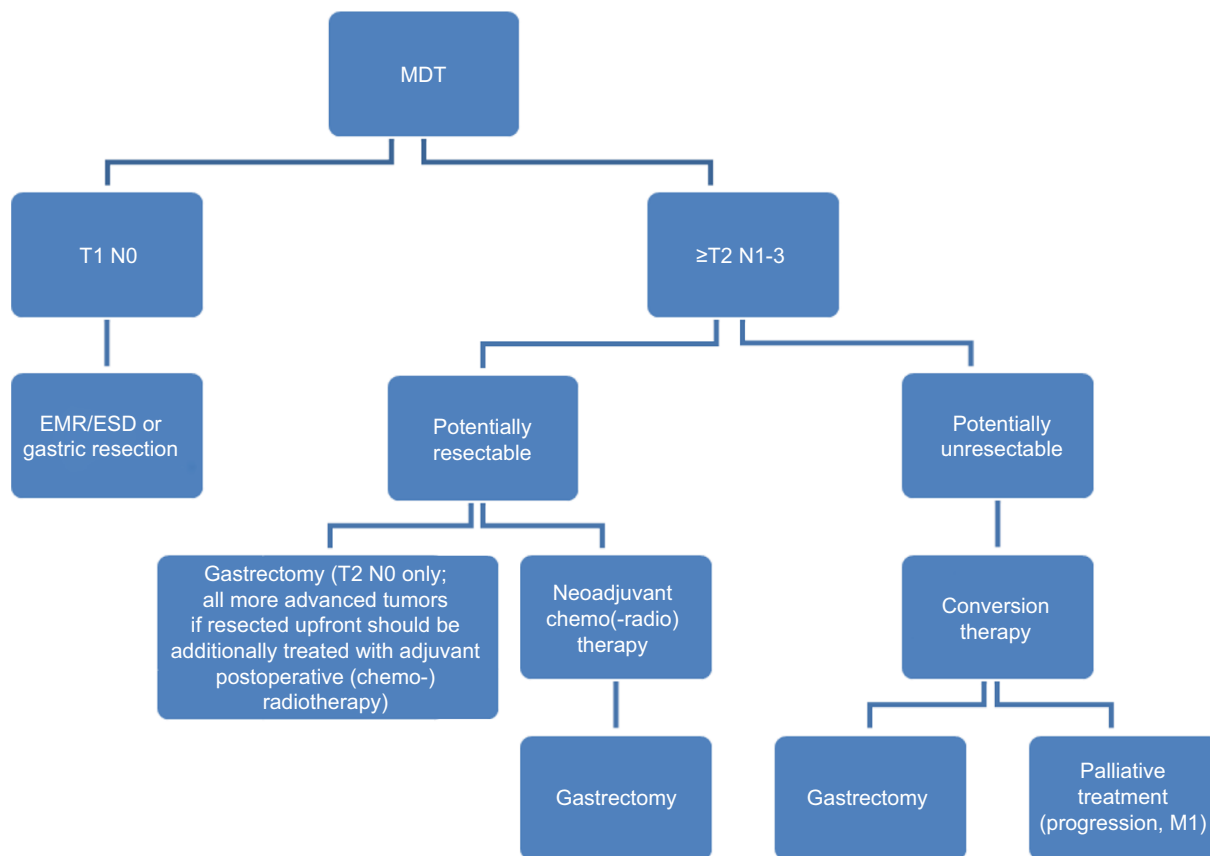 MDT
T1 N0
≥T2 N1-3
EMR/ESD or
gastric resection
Potentially
resectable
Potentially
unresectable
Gastrectomy (T2 N0 only;
all more advanced tumors
if resected upfront should be
additionally treated with adjuvant
postoperative (chemo-)
radiotherapy)
Neoadjuvant
chemo(-radio)
therapy
Conversion
therapy
Gastrectomy
Gastrectomy
Palliative
treatment
(progression, M1)